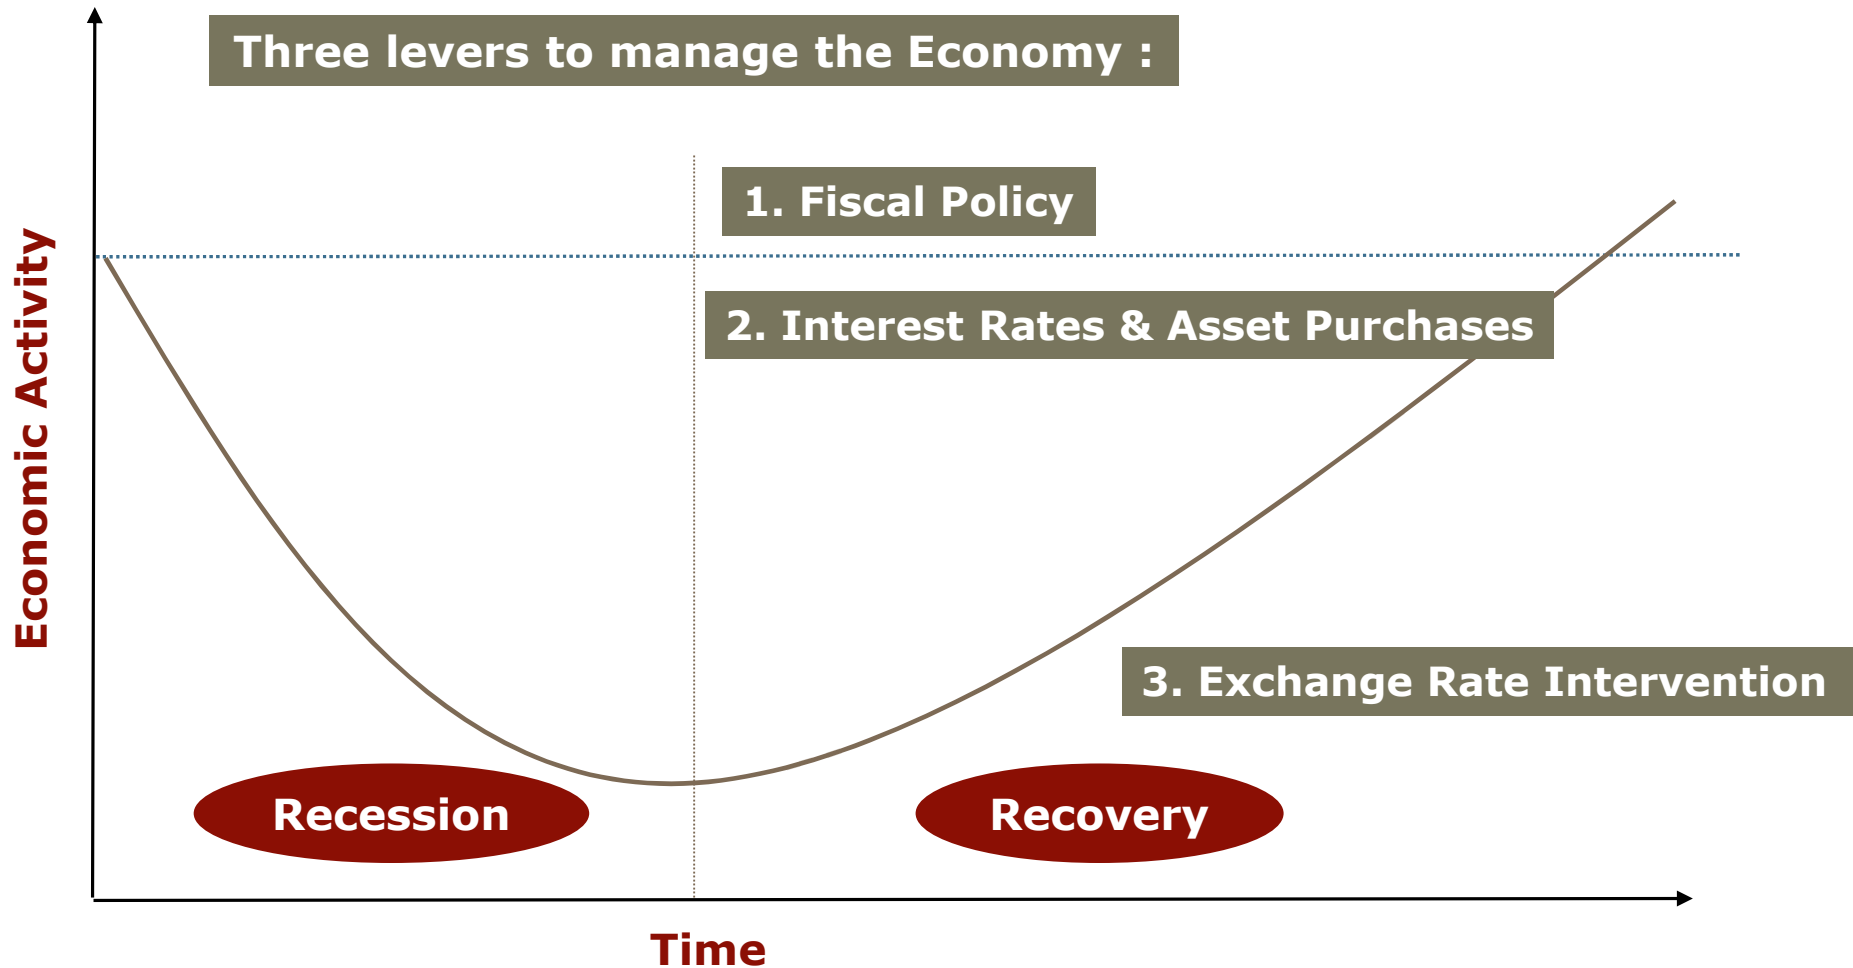 Three levers to manage the Economy :
1. Fiscal Policy
2. Interest Rates & Asset Purchases
3. Exchange Rate Intervention
Economic Activity
Recession
Recovery
Time